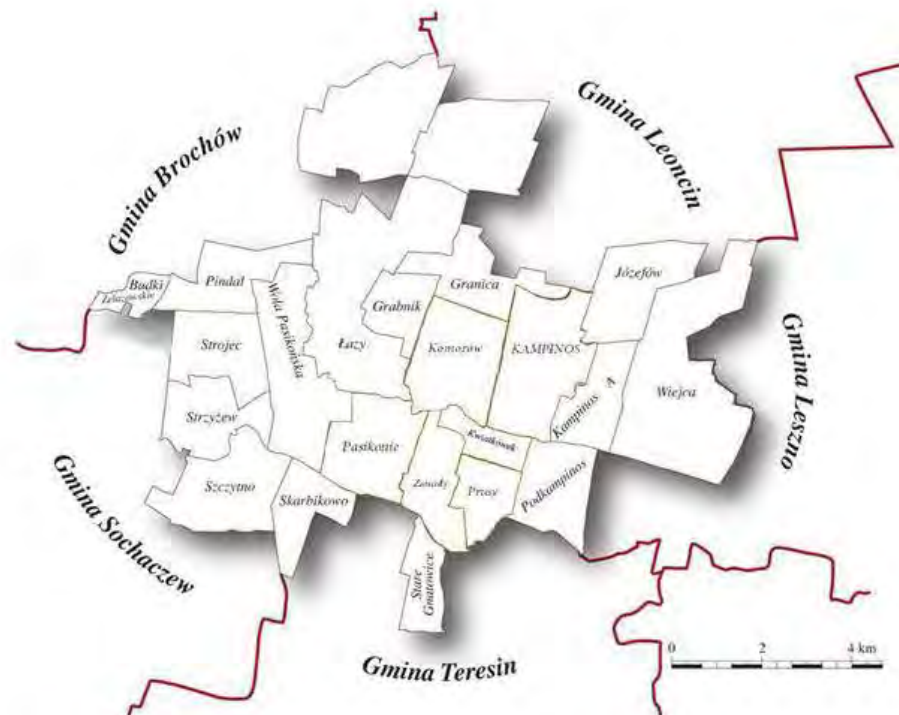 Gmina Brochów
Gmina Leoncin
Józefów
Budki
Żelazowskie
Pindal
Wola Pasikońska
Grabnik
Granica
Strojec
Łazy
Komorów
KAMPINOS
Kampinos A
Wiejca
Gmina Leszno
Strzyżew
Pasikonie
Kwiatkówek
Szczytno
Skarbikowo
Zawady
Prusy
Podkampinos
Gmina Sochaczew
Stare
Gnatowice
Gmina Teresin
0 2 4 km